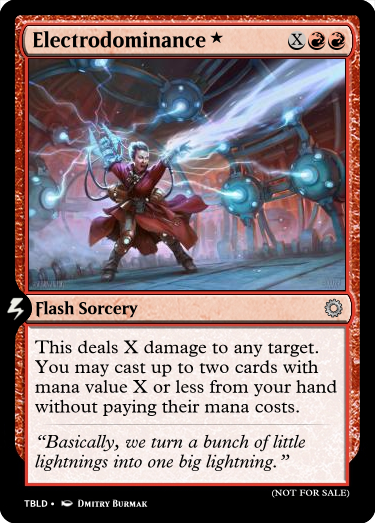 Electrodominance★ X
Flash Sorcery
This deals X damage to any target.
You may cast up to two cards with
mana value X or less from your hand
without paying their mana costs.
“Basically, we turn a bunch of little
lightnings into one big lightning.”
(NOT FOR SALE)
TBLD • Dmitry Burmak